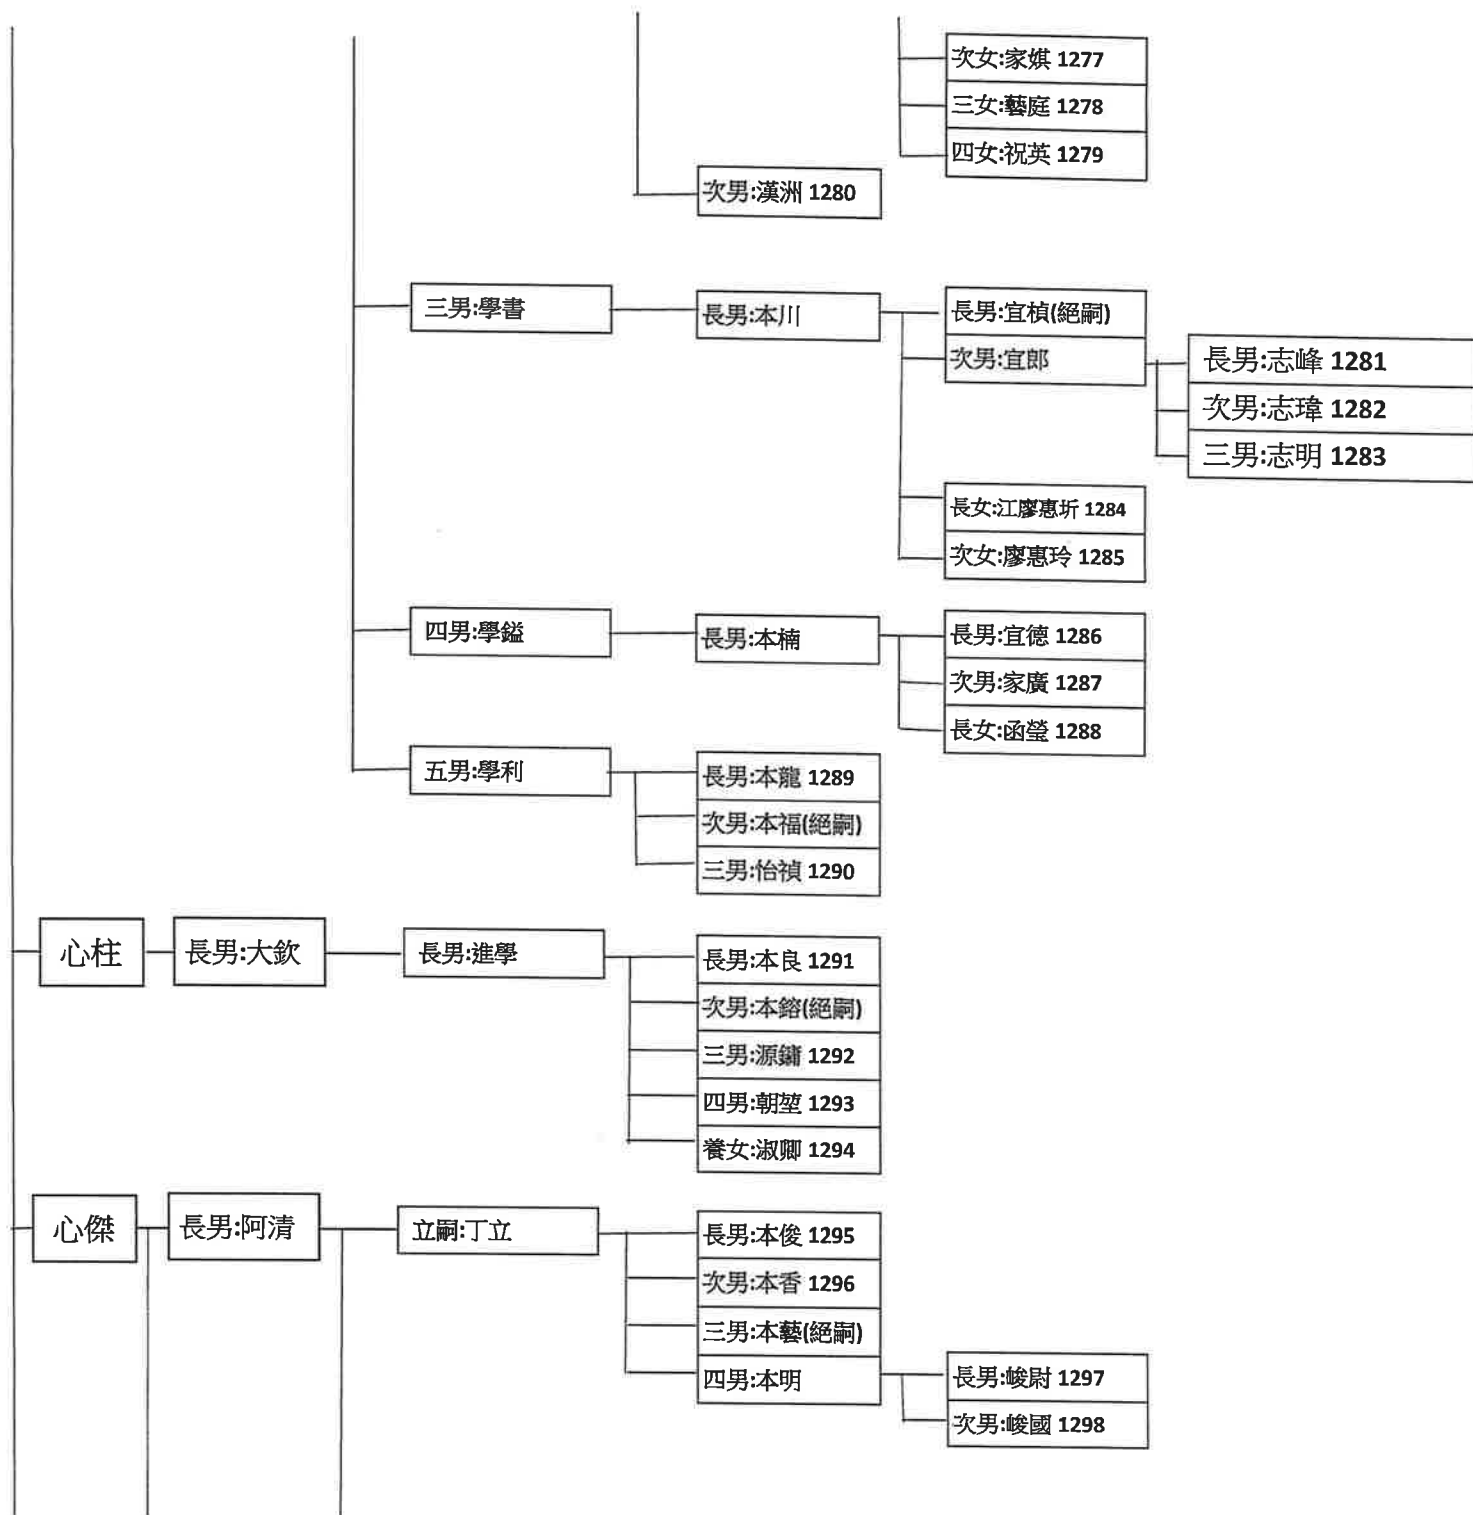 次女:家娸 1277
三女:藝庭 1278
四女:祝英 1279
次男:漢洲 1280
三男:學書
長男:本川
長男:宜楨(絕嗣)
次男:宜郎
長男:志峰 1281
次男:志瑋 1282
三男:志明 1283
長女:江廖惠圻 1284
次女:廖惠玲 1285
四男:學鎰
長男:本楠
長男:宜德 1286
次男:家廣 1287
長女:函瑩 1288
五男:學利
長男:本龍 1289
次男:本福(絕嗣)
三男:怡禎 1290
心柱
長男:大欽
長男:進學
長男:本良 1291
次男:本鎔(絕嗣)
三男:源鏞 1292
四男:朝堃 1293
養女:淑卿 1294
心傑
長男:阿清
立嗣:丁立
長男:本俊 1295
次男:本香 1296
三男:本藝(絕嗣)
四男:本明
長男:峻尉 1297
次男:峻國 1298